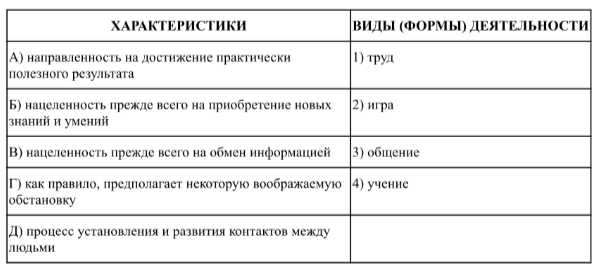 ХАРАКТЕРИСТИКИ ВИДЫ (ФОРМЫ) ДЕЯТЕЛЬНОСТИ
А) направленность на достижение практически 1) труд
полезного результата
Б) нацеленность прежде всего на приобретение новых 2) игра
знаний и умений
В) нацеленность прежде всего на обмен информацией 3) общение
Г) как правило, предполагает некоторую воображаемую 4) учение
обстановку
Д) процесс установления и развития контактов между
людьми